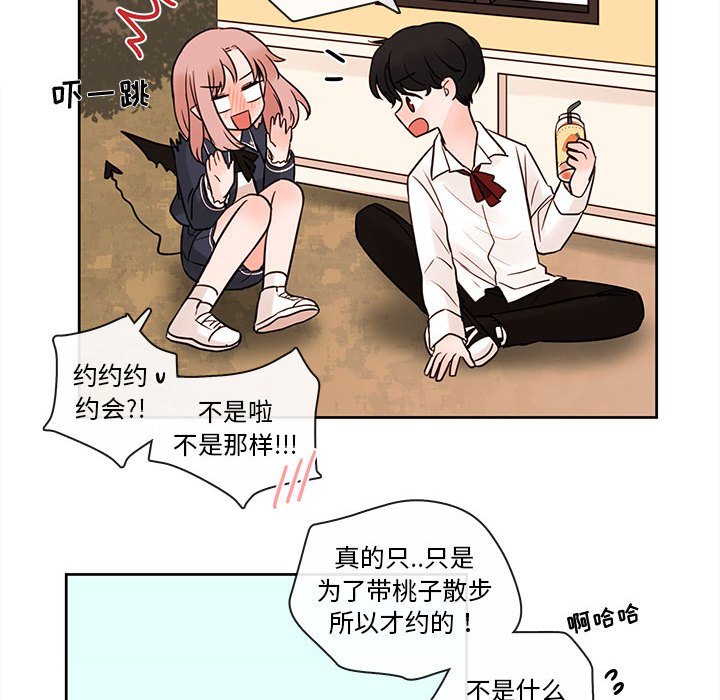 吓一跳
约约约
约会?!
不是啦
不是那样!!!
真的只..只是
为了带桃子散步
所以才约的！
啊哈哈
不是什么